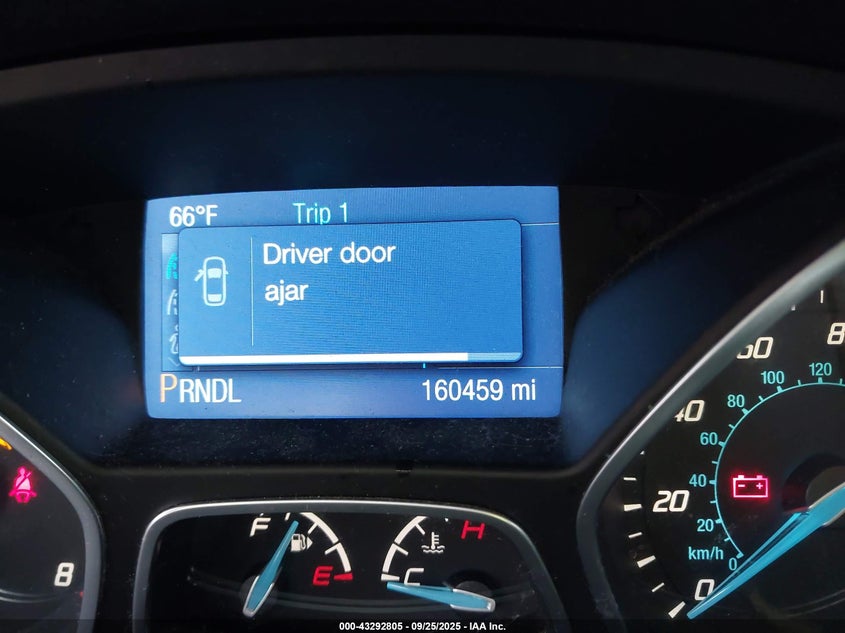 66°F Trip 1
Driver door
ajar
PRNDL 160459 mi
8
F E
C H
0 20 40 60 8
km/h 0 20 40 60 80 100 120
000-43292805 - 09/25/2025 - IAA Inc.